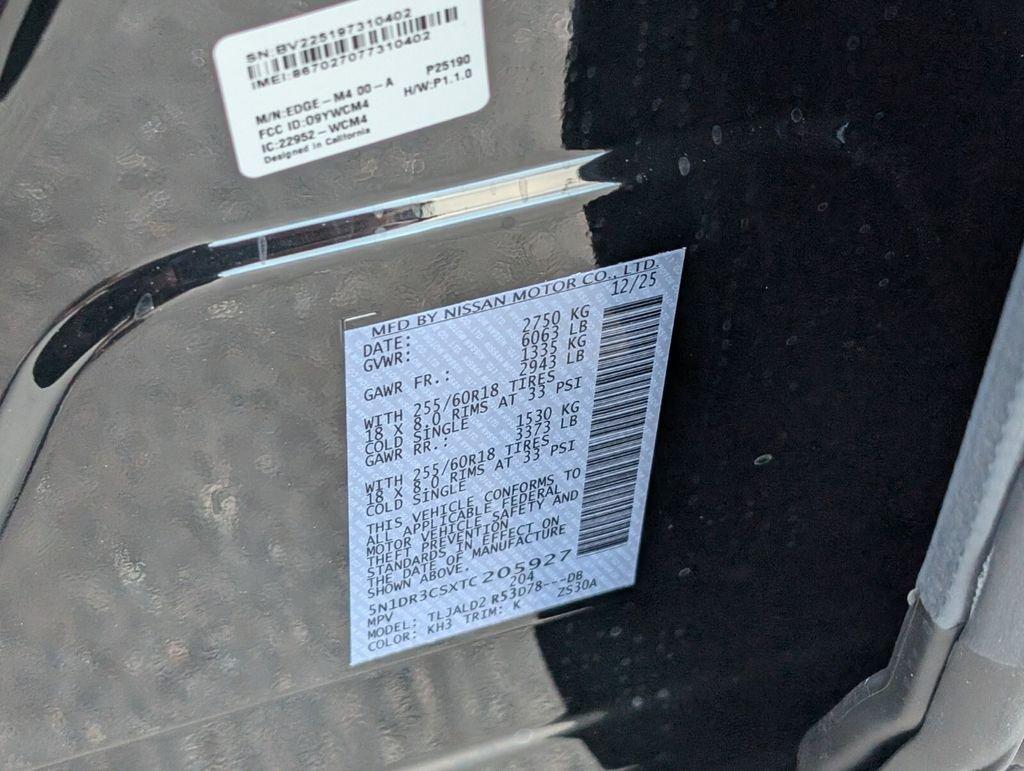 SN:BV225197310402
IMEI:867027077310402
P25190
H/W:P1.1.0
M/N:EDGE-M4 00-A
FCC ID:O9YWCM4
IC:22952-WCM4
Designed in California
MFD BY NISSAN MOTOR CO., LTD.
DATE: 12/25
GVWR: 2750 KG
6063 LB
GAWR FR.: 1335 KG
2943 LB
WITH 255/60R18 TIRES
18 X 8.0 RIMS AT 33 PSI
COLD SINGLE
GAWR RR.: 1530 KG
3373 LB
WITH 255/60R18 TIRES
18 X 8.0 RIMS AT 33 PSI
COLD SINGLE
THIS VEHICLE CONFORMS TO
ALL APPLICABLE FEDERAL
MOTOR VEHICLE SAFETY AND
THEFT PREVENTION
STANDARDS IN EFFECT ON
THE DATE OF MANUFACTURE
SHOWN ABOVE.
5N1DR3CSXTC205927
MPV 204
MODEL: TLJALD2 R53D78---DB
COLOR: KH3 TRIM: K ZS30A